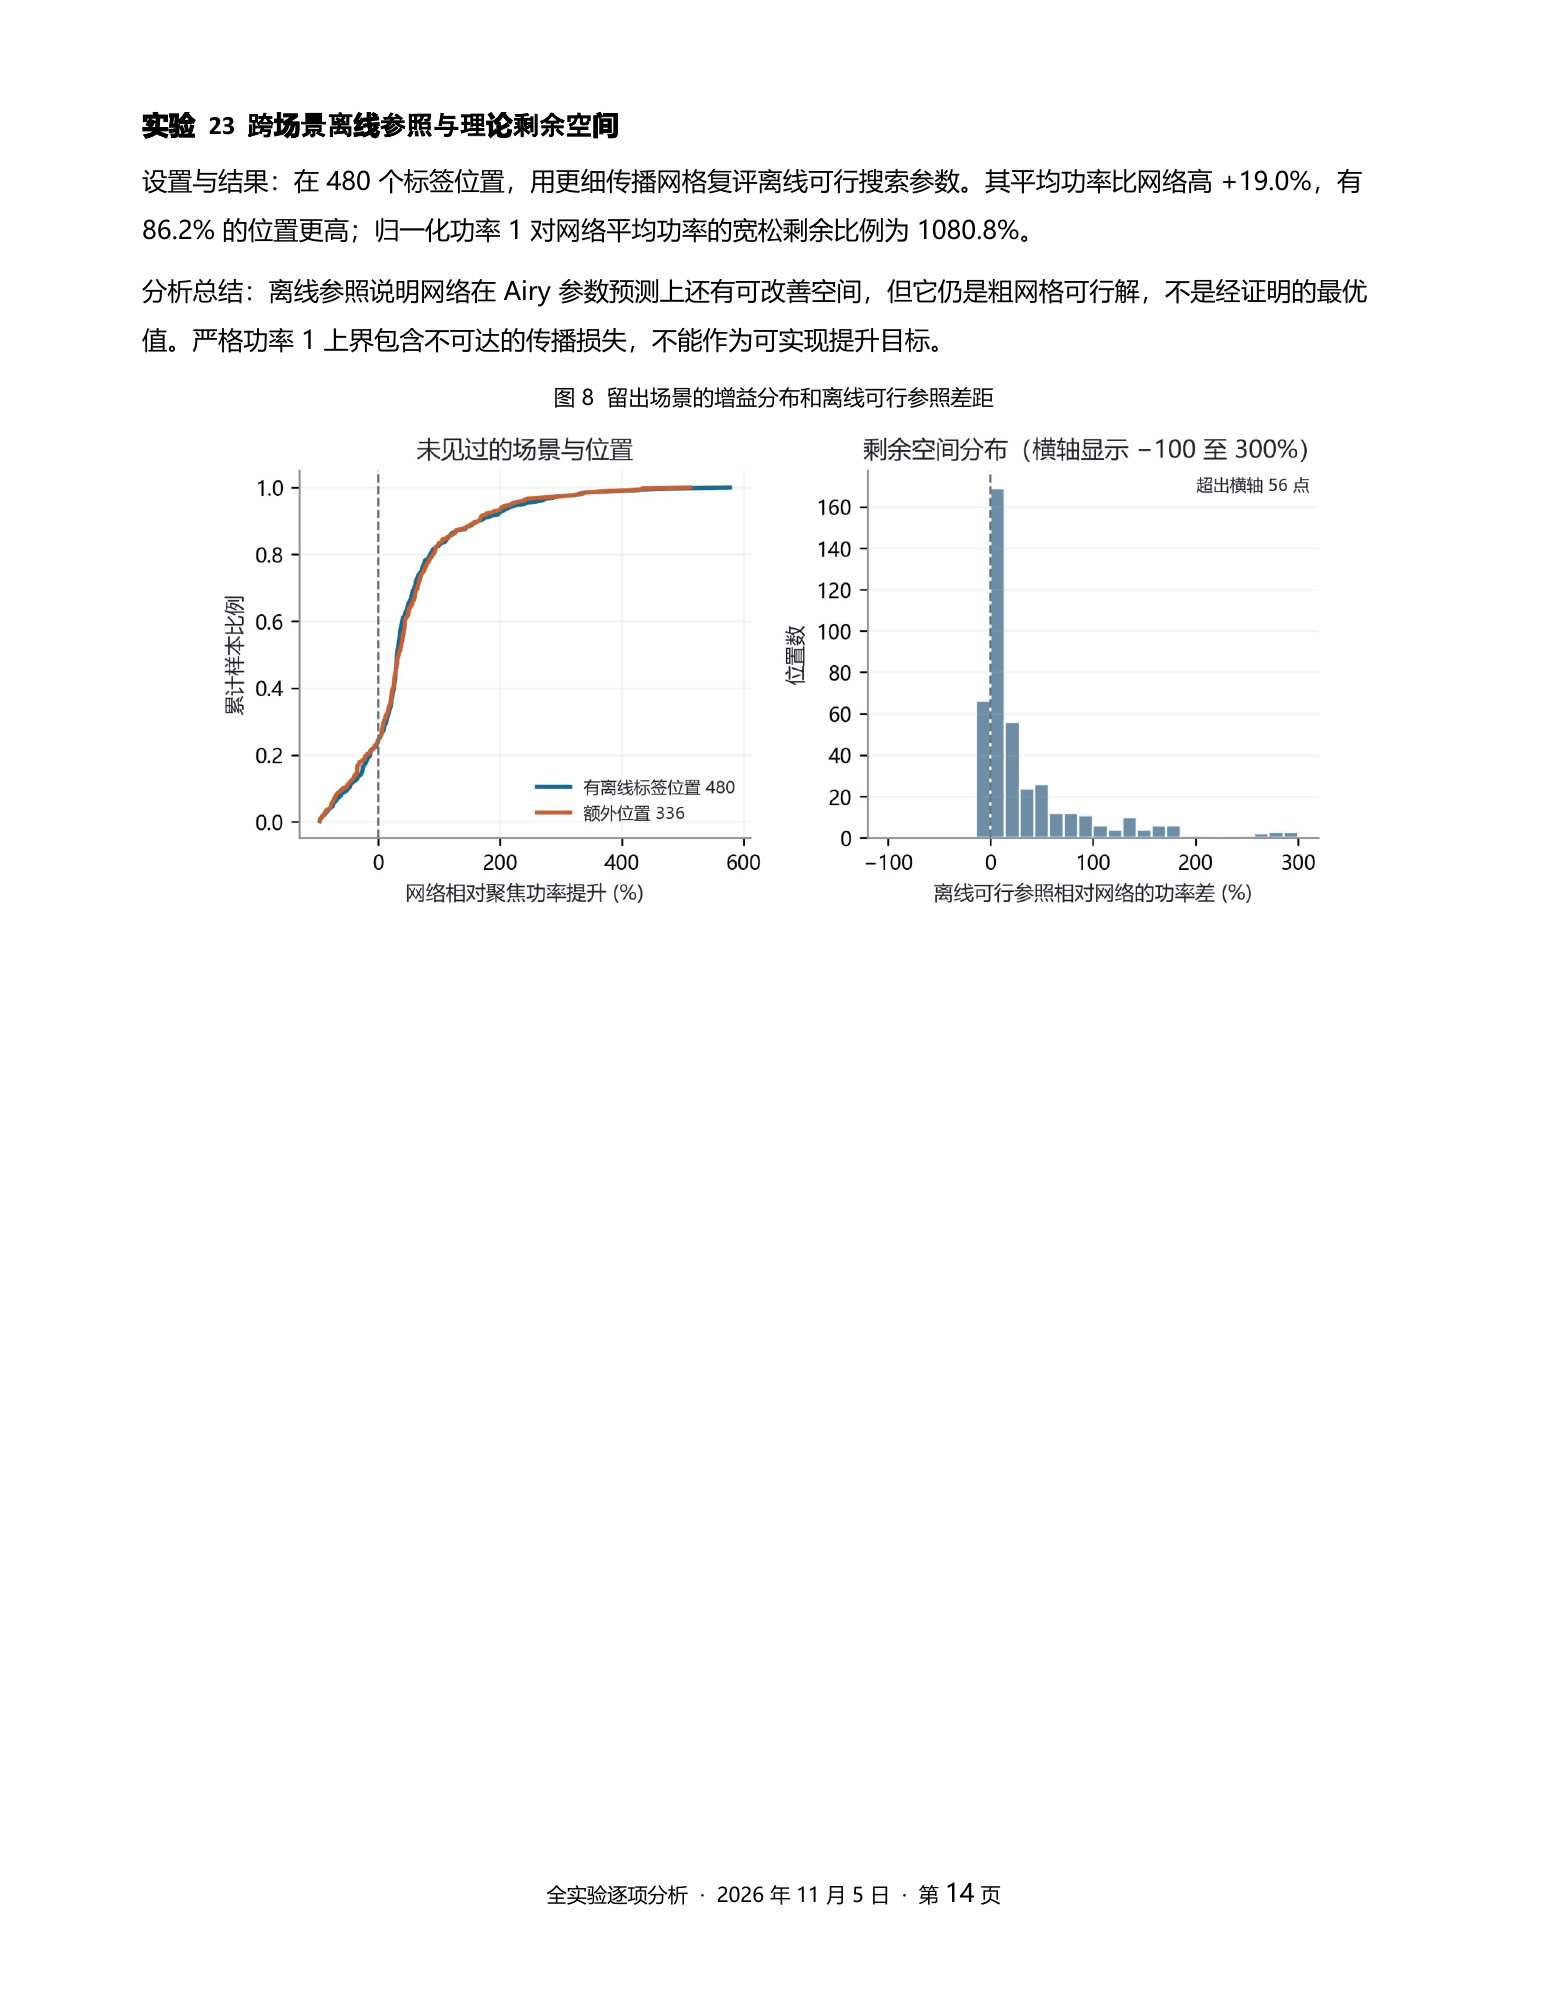 实验 23 跨场景离线参照与理论剩余空间
设置与结果：在 480 个标签位置，用更细传播网格复评离线可行搜索参数。其平均功率比网络高 +19.0%，有
86.2% 的位置更高；归一化功率 1 对网络平均功率的宽松剩余比例为 1080.8%。
分析总结：离线参照说明网络在 Airy 参数预测上还有可改善空间，但它仍是粗网格可行解，不是经证明的最优
值。严格功率 1 上界包含不可达的传播损失，不能作为可实现提升目标。
图 8 留出场景的增益分布和离线可行参照差距
未见过的场景与位置
累计样本比例
1.0
0.8
0.6
0.4
0.2
0.0
有离线标签位置 480
额外位置 336
0 200 400 600
网络相对聚焦功率提升 (%)
剩余空间分布（横轴显示 −100 至 300%）
超出横轴 56 点
位置数
160
140
120
100
80
60
40
20
0
−100 0 100 200 300
离线可行参照相对网络的功率差 (%)
全实验逐项分析 · 2026 年 11 月 5 日 · 第 14 页